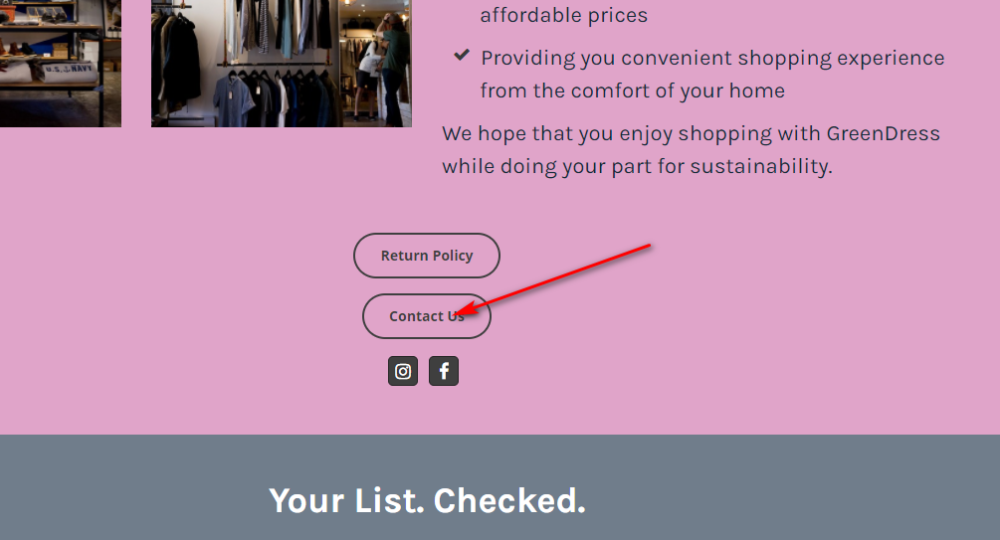 affordable prices
Providing you convenient shopping experience
from the comfort of your home
We hope that you enjoy shopping with GreenDress
while doing your part for sustainability.
U.S. NAVY
Return Policy
Contact Us
Your List. Checked.